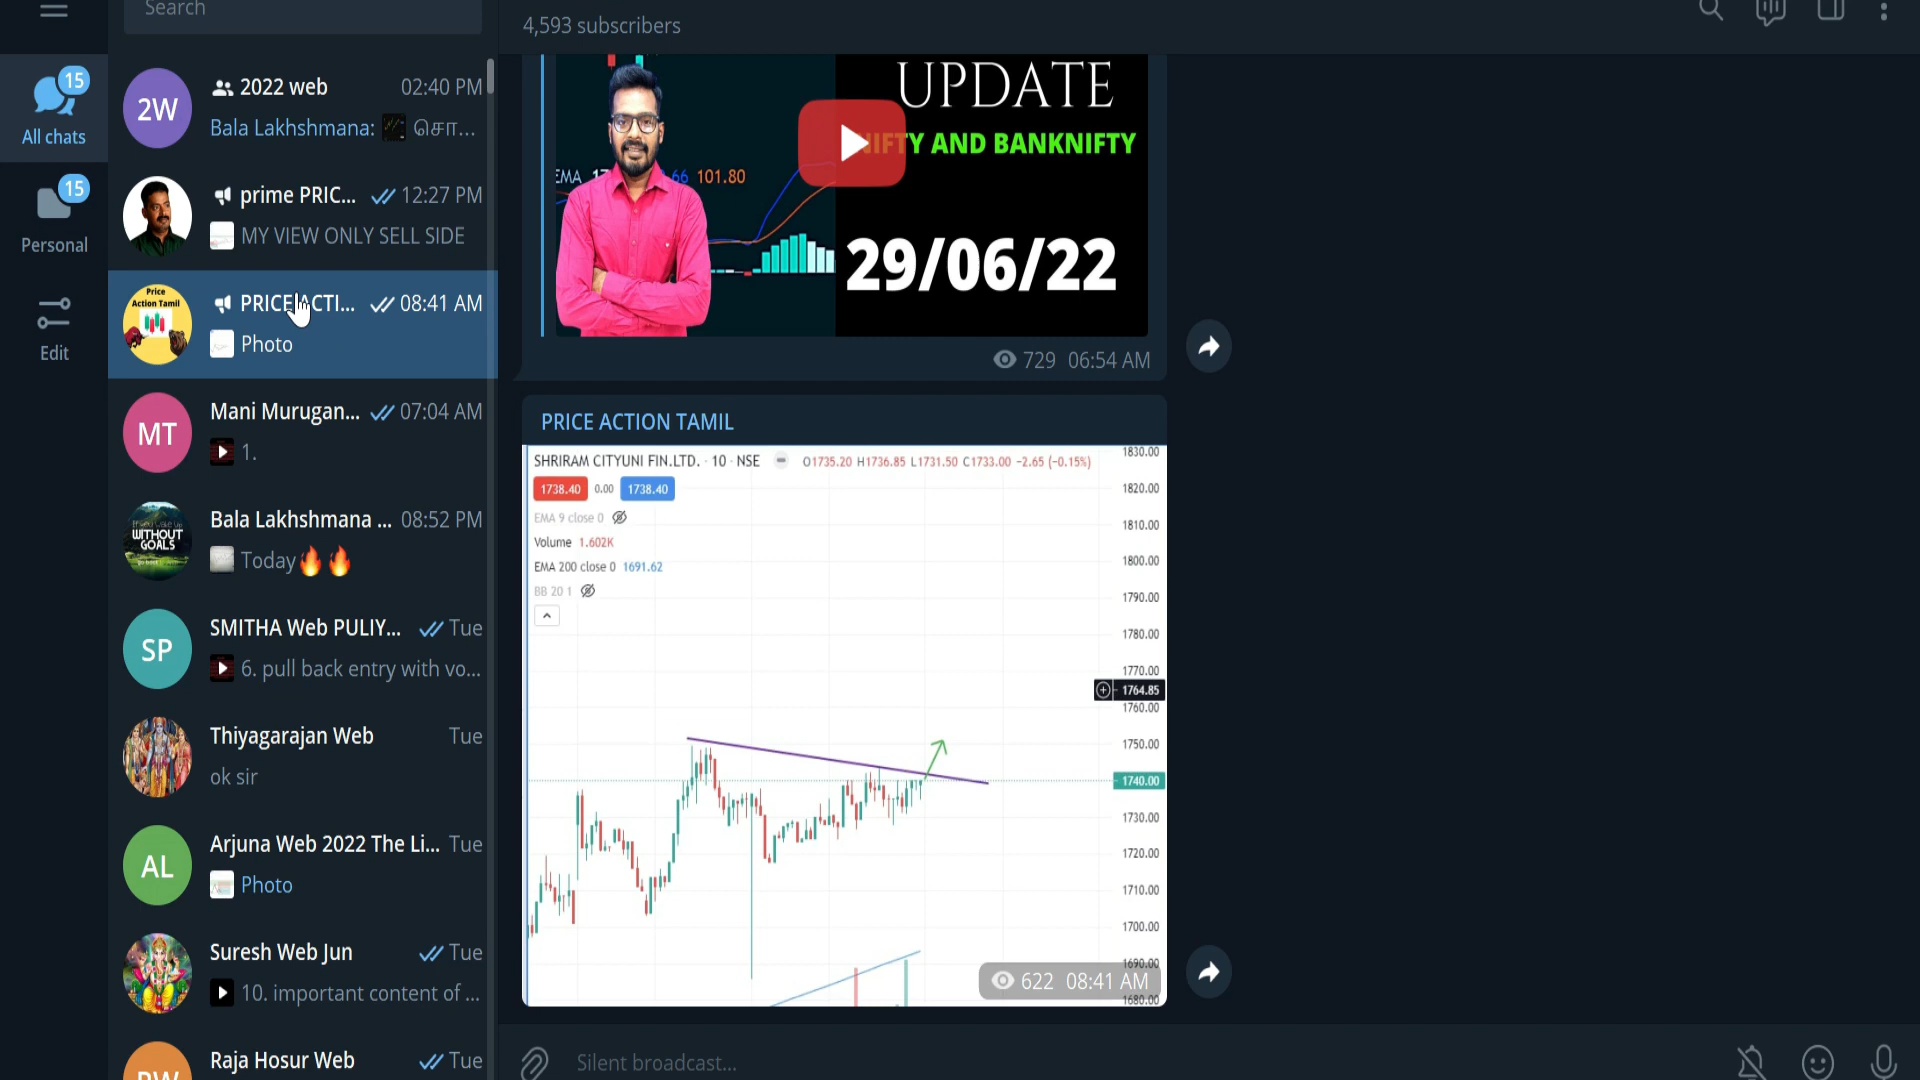 Search
15
All chats
15
Personal
Edit
2W
2022 web
02:40 PM
Bala Lakhshmana:
சொ...
prime PRIC...
12:27 PM
MY VIEW ONLY SELL SIDE
Price
Action Tamil
PRICE ACTI...
08:41 AM
Photo
MT
Mani Murugan...
07:04 AM
1.
WITHOUT
GOALS
Bala Lakhshmana ...
08:52 PM
Today🔥🔥
SP
SMITHA Web PULIY...
Tue
6. pull back entry with vo...
Thiyagarajan Web
Tue
ok sir
AL
Arjuna Web 2022 The Li...
Tue
Photo
Suresh Web Jun
Tue
10. important content of ...
Raja Hosur Web
Tue
4,593 subscribers
UPDATE
NIFTY AND BANKNIFTY
EMA
66 101.80
29/06/22
729 06:54 AM
PRICE ACTION TAMIL
SHRIRAM CITYUNI FIN.LTD. · 10 · NSE
O1735.20 H1736.85 L1731.50 C1733.00 −2.65 (−0.15%)
1738.40 0.00 1738.40
EMA 9 close 0
Volume 1.602K
EMA 200 close 0 1691.62
BB 20 1
1830.00
1820.00
1810.00
1800.00
1790.00
1780.00
1770.00
1764.85
1760.00
1750.00
1740.00
1730.00
1720.00
1710.00
1700.00
1690.00
1680.00
622 08:41 AM
Silent broadcast...